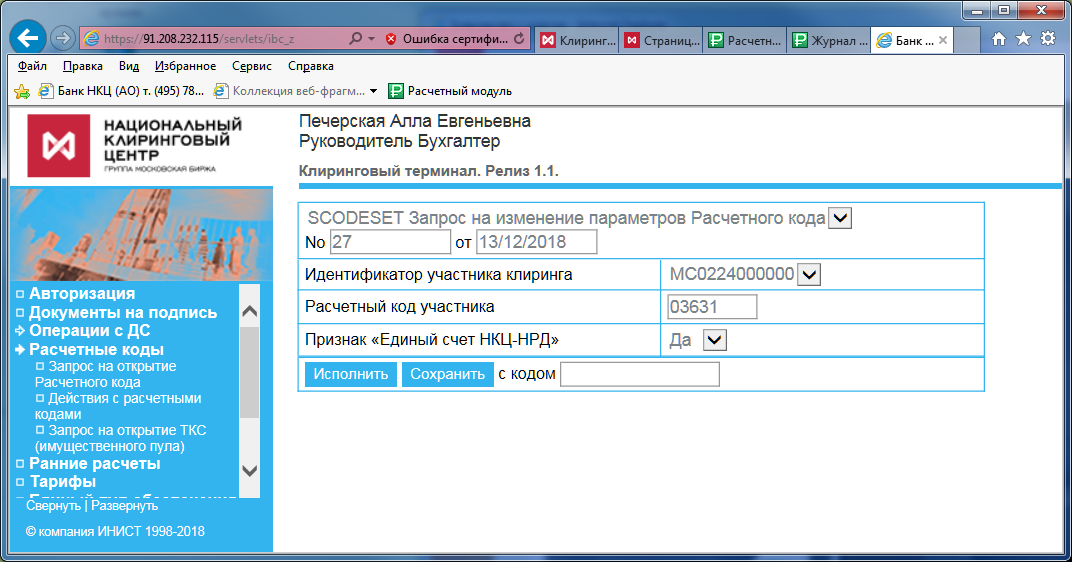 https://91.208.232.115/servlets/ibc_z
Ошибка сертифи...
Клиринг...
Страниц...
Расчетн...
Журнал ...
Банк ...
Файл Правка Вид Избранное Сервис Справка
Банк НКЦ (АО) т. (495) 78... Коллекция веб-фрагм... Расчетный модуль
НАЦИОНАЛЬНЫЙ
КЛИРИНГОВЫЙ
ЦЕНТР
ГРУППА МОСКОВСКАЯ БИРЖА
Печерская Алла Евгеньевна
Руководитель Бухгалтер
Клиринговый терминал. Релиз 1.1.
Авторизация
Документы на подпись
Операции с ДС
Расчетные коды
Запрос на открытие
Расчетного кода
Действия с расчетными
кодами
Запрос на открытие ТКС
(имущественного пула)
Ранние расчеты
Тарифы
Свернуть | Развернуть
© компания ИНИСТ 1998-2018
SCODESET Запрос на изменение параметров Расчетного кода
No 27 от 13/12/2018
Идентификатор участника клиринга MC0224000000
Расчетный код участника 03631
Признак «Единый счет НКЦ-НРД» Да
Исполнить Сохранить с кодом